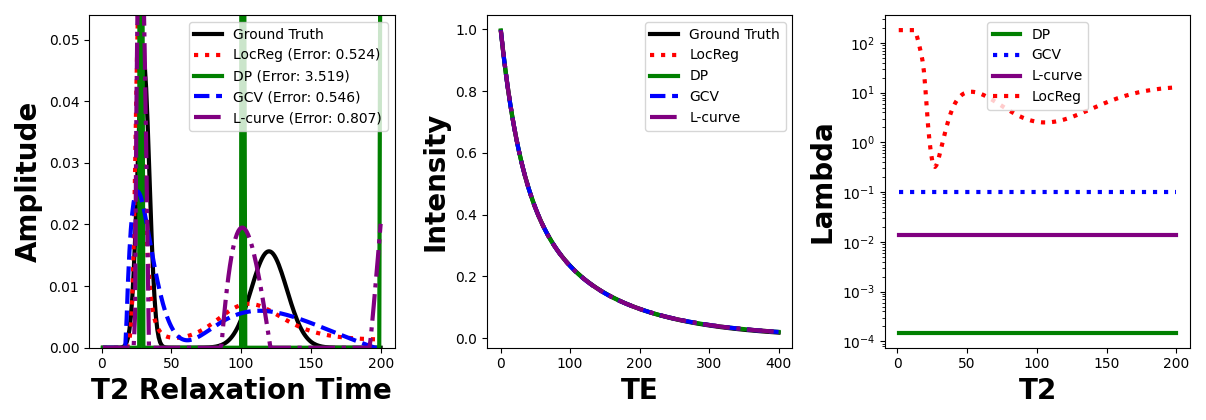 Amplitude
0.05
0.04
0.03
0.02
0.01
0.00
Ground Truth
LocReg (Error: 0.524)
DP (Error: 3.519)
GCV (Error: 0.546)
L-curve (Error: 0.807)
0 50 100 150 200
T2 Relaxation Time
Intensity
1.0
0.8
0.6
0.4
0.2
0.0
Ground Truth
LocReg
DP
GCV
L-curve
0 100 200 300 400
TE
Lambda
10²
10¹
10⁰
10⁻¹
10⁻²
10⁻³
10⁻⁴
DP
GCV
L-curve
LocReg
0 50 100 150 200
T2